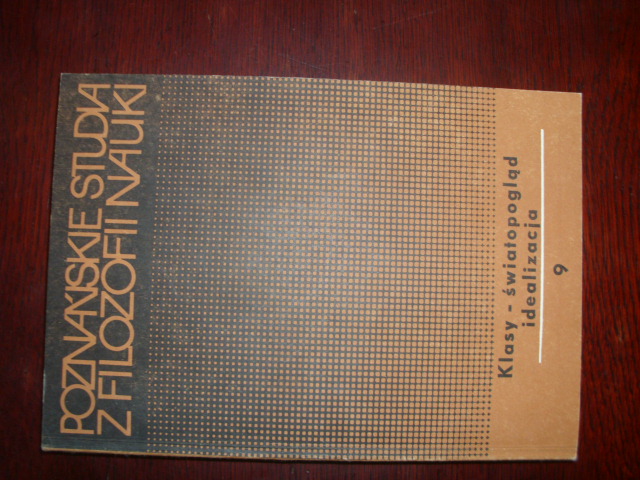 POZNAŃSKIE STUDIA
Z FILOZOFII NAUKI
Klasy – światopogląd
idealizacja
9